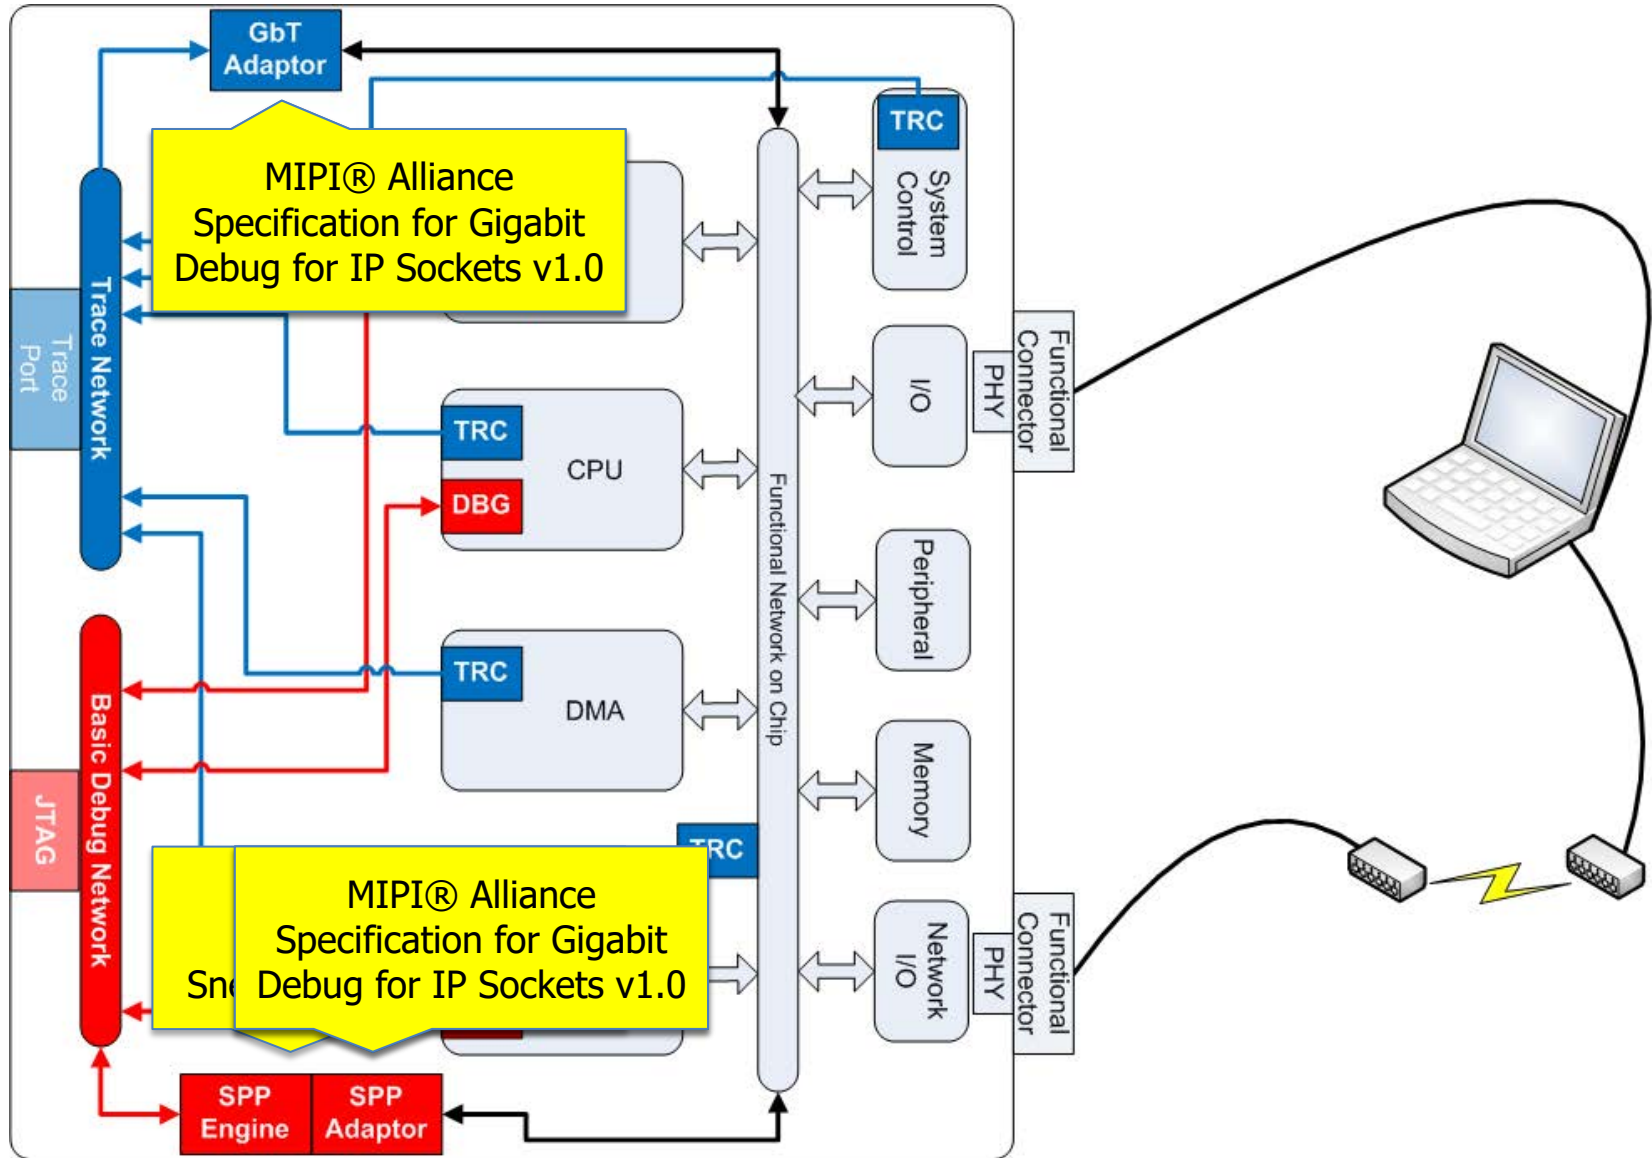 GbT
Adaptor
MIPI® Alliance
Specification for Gigabit
Debug for IP Sockets v1.0
TRC
System
Control
Trace Network
Trace
Port
Functional
Connector
PHY
I/O
TRC
CPU
DBG
Functional Network on Chip
Peripheral
TRC
DMA
Basic Debug Network
JTAG
Memory
TRC
MIPI® Alliance
Specification for Gigabit
Debug for IP Sockets v1.0
Network
I/O
PHY
Functional
Connector
SPP
Engine
SPP
Adaptor